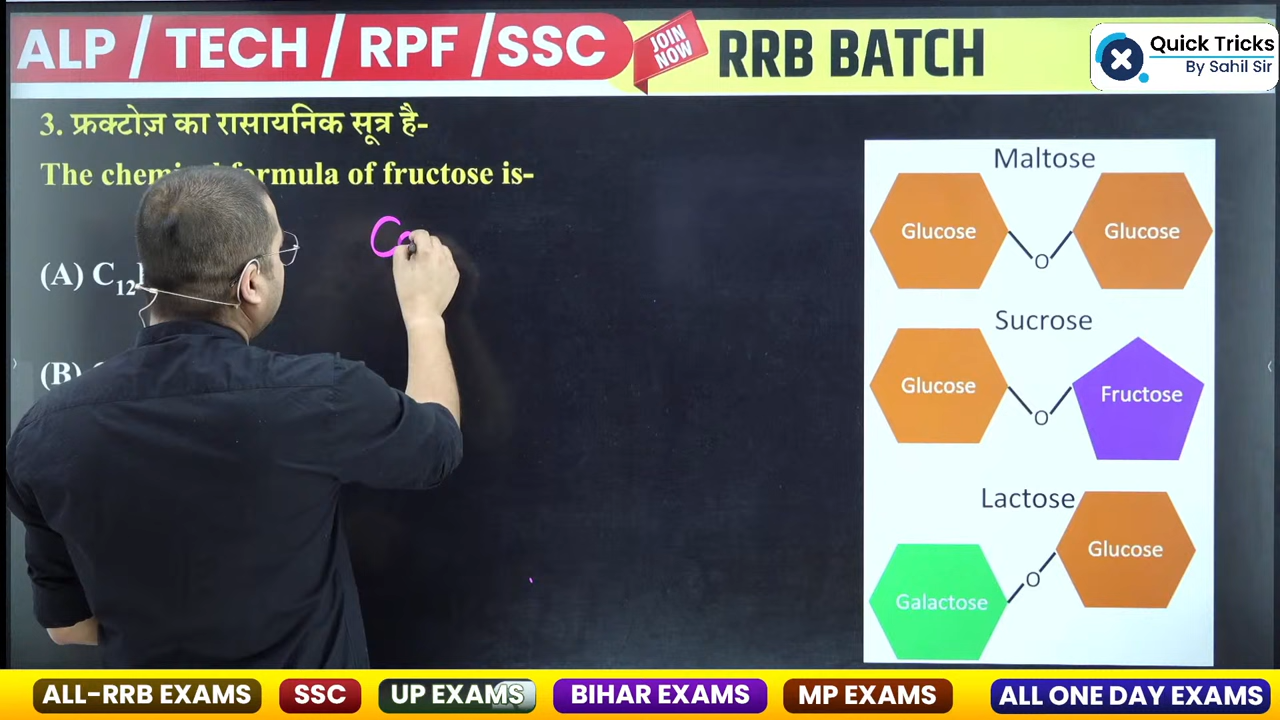 ALP / TECH / RPF / SSC
JOIN NOW
RRB BATCH
Quick Tricks
By Sahil Sir
3. फ्रक्टोज़ का रासायनिक सूत्र है-
The formula of fructose is-
(A) C12
(B)
Maltose
Glucose O Glucose
Sucrose
Glucose O Fructose
Lactose
Glucose
O
Galactose
ALL-RRB EXAMS SSC UP EXAMS BIHAR EXAMS MP EXAMS ALL ONE DAY EXAMS